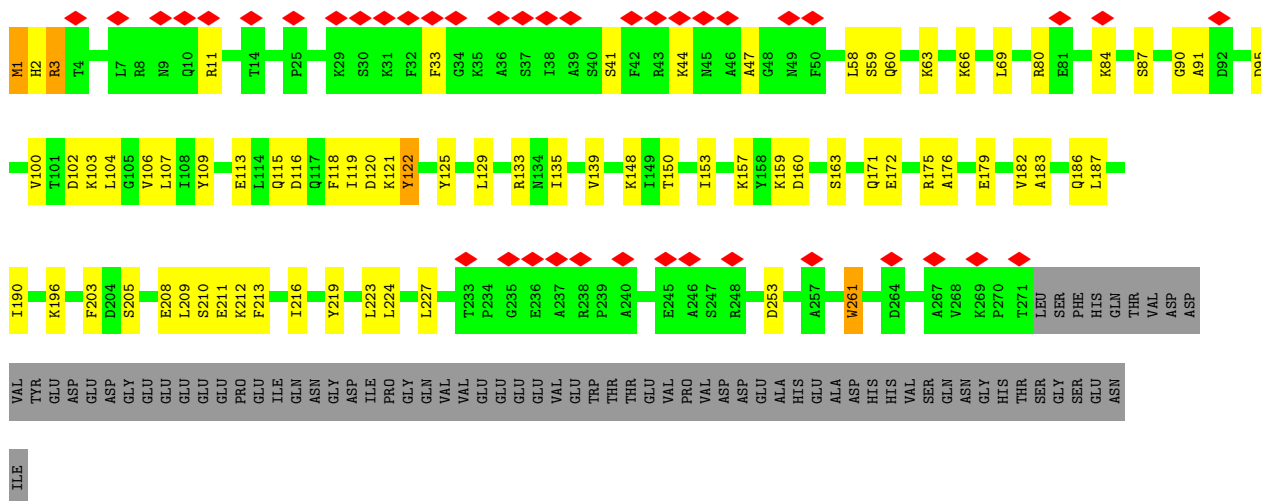 M1 H2 R3 T4 L7 R8 N9 Q10 R11 T14 P25 K29 S30 K31 F32 F33 G34 K35 A36 S37 I38 A39 S40 S41 F42 R43 K44 N45 A46 A47 G48 N49 F50 L58 S59 Q60 K63 K66 L69 R80 E81 K84 S87 G90 A91 D92 D95
V100 T101 D102 K103 L104 G105 V106 L107 I108 Y109 E113 L114 Q115 D116 Q117 F118 I119 D120 K121 Y122 Y125 L129 R133 N134 I135 V139 K148 I149 T150 I153 K157 Y158 K159 D160 S163 Q171 E172 R175 A176 E179 V182 A183 Q186 L187
I190 K196 F203 D204 S205 E208 L209 S210 E211 K212 F213 I216 Y219 L223 L224 L227 T233 P234 G235 E236 A237 R238 P239 A240 E245 A246 S247 R248 D253 A257 W261 D264 A267 V268 K269 P270 T271 LEU SER PHE HIS GLN THR VAL ASP ASP
VAL TYR GLU ASP GLU ASP GLY GLU GLU GLU GLU GLU PRO GLU ILE GLN ASN GLY ASP ILE PRO GLY GLN VAL VAL GLU GLU GLU GLU VAL GLU TRP THR THR GLU VAL PRO VAL ASP ASP GLU ALA HIS GLU ALA ASP HIS HIS VAL SER GLN ASN GLY HIS THR SER GLY SER GLU ASN
ILE